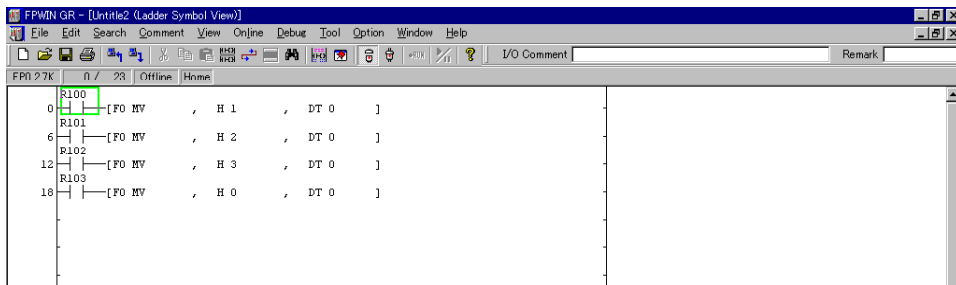 FPWIN GR - [Untitle2 (Ladder Symbol View)]
File Edit Search Comment View Online Debug Tool Option Window Help
I/O Comment Remark
FP0 2.7K 0 / 23 Offline Home
R100
0 [F0 MV , H 1 , DT 0 ]
R101
6 [F0 MV , H 2 , DT 0 ]
R102
12 [F0 MV , H 3 , DT 0 ]
R103
18 [F0 MV , H 0 , DT 0 ]